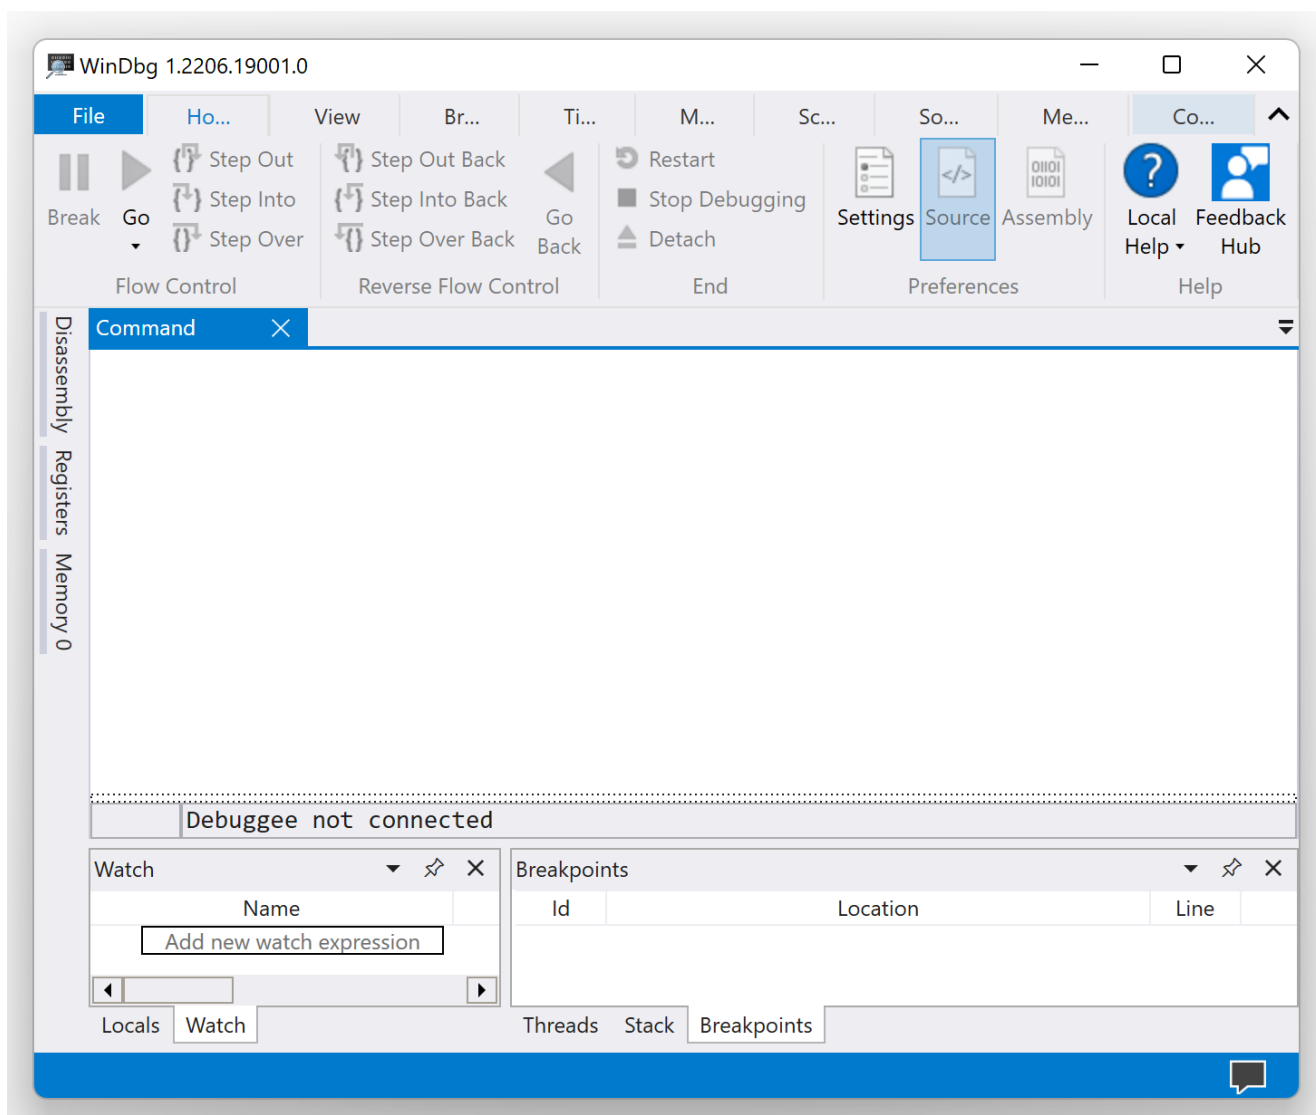 WinDbg 1.2206.19001.0
File Ho... View Br... Ti... M... Sc... So... Me... Co...
Break
Go
Step Out
Step Into
Step Over
Flow Control
Step Out Back
Step Into Back
Step Over Back
Go
Back
Reverse Flow Control
Restart
Stop Debugging
Detach
End
Settings
Source
Assembly
Preferences
Local
Help
Feedback
Hub
Help
Disassembly
Registers
Memory 0
Command
Debuggee not connected
Watch
Name
Add new watch expression
Locals Watch
Breakpoints
Id Location Line
Threads Stack Breakpoints